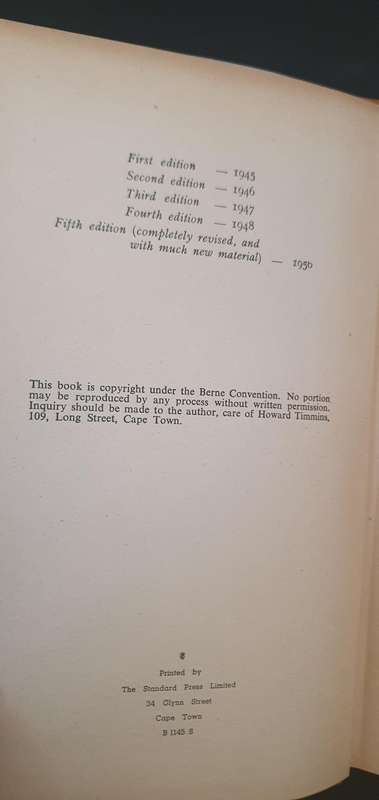 First edition — 1945
Second edition — 1946
Third edition — 1947
Fourth edition — 1948
Fifth edition (completely revised, and
with much new material) — 1956
This book is copyright under the Berne Convention. No portion
may be reproduced by any process without written permission.
Inquiry should be made to the author, care of Howard Timmins,
109, Long Street, Cape Town.
Printed by
The Standard Press Limited
34 Glynn Street
Cape Town
B 1145 S